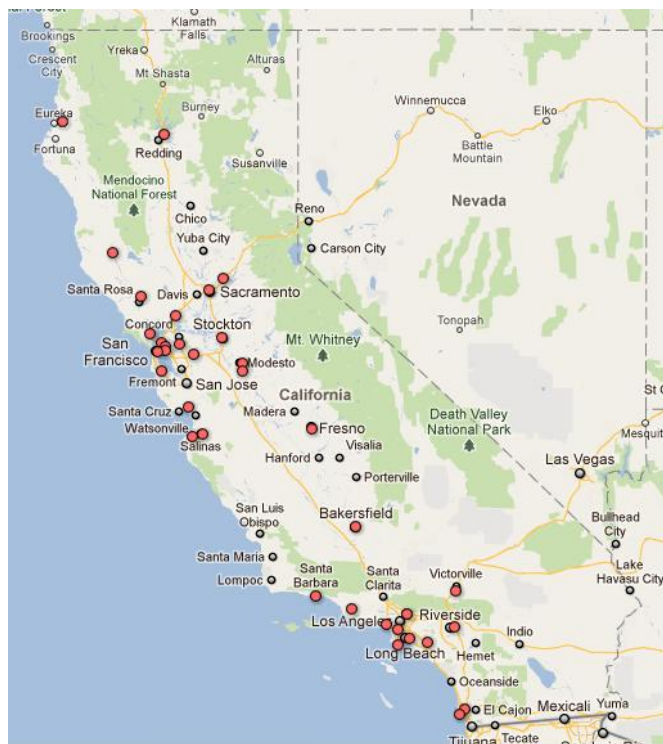 Klamath
Falls
Brookings
Crescent
City
Yreka
Alturas
Mt Shasta
Burney
Winnemucca
Elko
Eureka
Fortuna
Redding
Battle
Mountain
Susanville
Mendocino
National Forest
Nevada
Chico
Reno
Yuba City
Carson City
Santa Rosa
Davis
Sacramento
Concord
Stockton
Tonopah
San
Francisco
Mt. Whitney
Modesto
Fremont
San Jose
California
St G
Santa Cruz
Madera
Death Valley
National Park
Mesquite
Watsonville
Fresno
Salinas
Visalia
Las Vegas
Hanford
Porterville
San Luis
Obispo
Bakersfield
Bullhead
City
Santa Maria
Lake
Havasu City
Lompoc
Santa
Barbara
Santa
Clarita
Victorville
Los Angeles
Riverside
Indio
Long Beach
Hemet
Oceanside
El Cajon
Mexicali
Yuma
Tijuana
Tecate